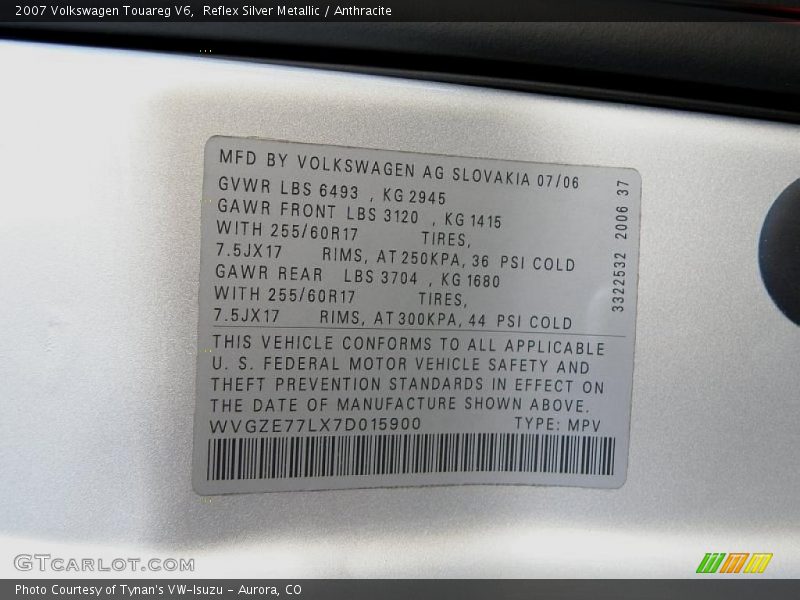 2007 Volkswagen Touareg V6, Reflex Silver Metallic / Anthracite
MFD BY VOLKSWAGEN AG SLOVAKIA 07/06
GVWR LBS 6493 , KG 2945
GAWR FRONT LBS 3120 , KG 1415
WITH 255/60R17 TIRES,
7.5JX17 RIMS, AT 250KPA, 36 PSI COLD
GAWR REAR LBS 3704 , KG 1680
WITH 255/60R17 TIRES,
7.5JX17 RIMS, AT 300KPA, 44 PSI COLD
3322532 2006 37
THIS VEHICLE CONFORMS TO ALL APPLICABLE
U. S. FEDERAL MOTOR VEHICLE SAFETY AND
THEFT PREVENTION STANDARDS IN EFFECT ON
THE DATE OF MANUFACTURE SHOWN ABOVE.
WVGZE77LX7D015900 TYPE: MPV
GTCARLOT.COM
Photo Courtesy of Tynan's VW-Isuzu - Aurora, CO